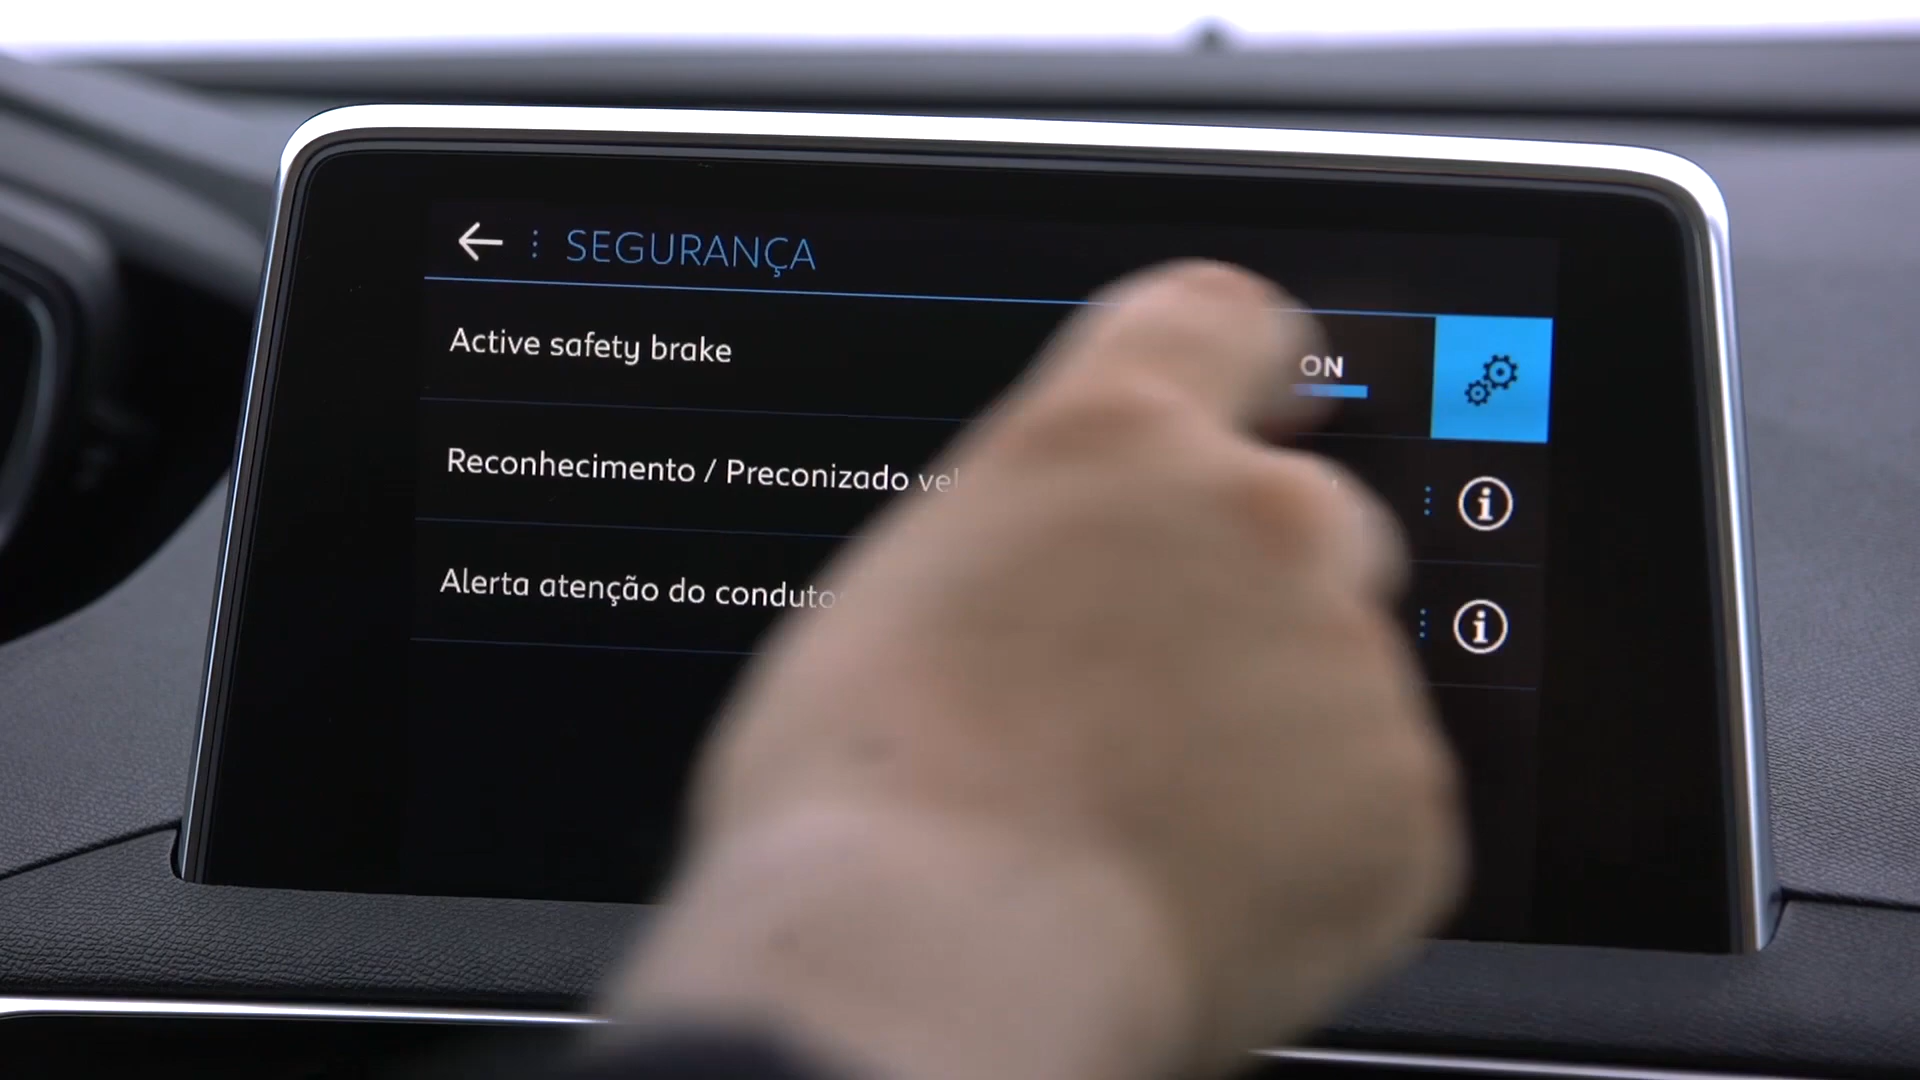 SEGURANÇA
Active safety brake
ON
Reconhecimento / Preconizado
Alerta atenção do